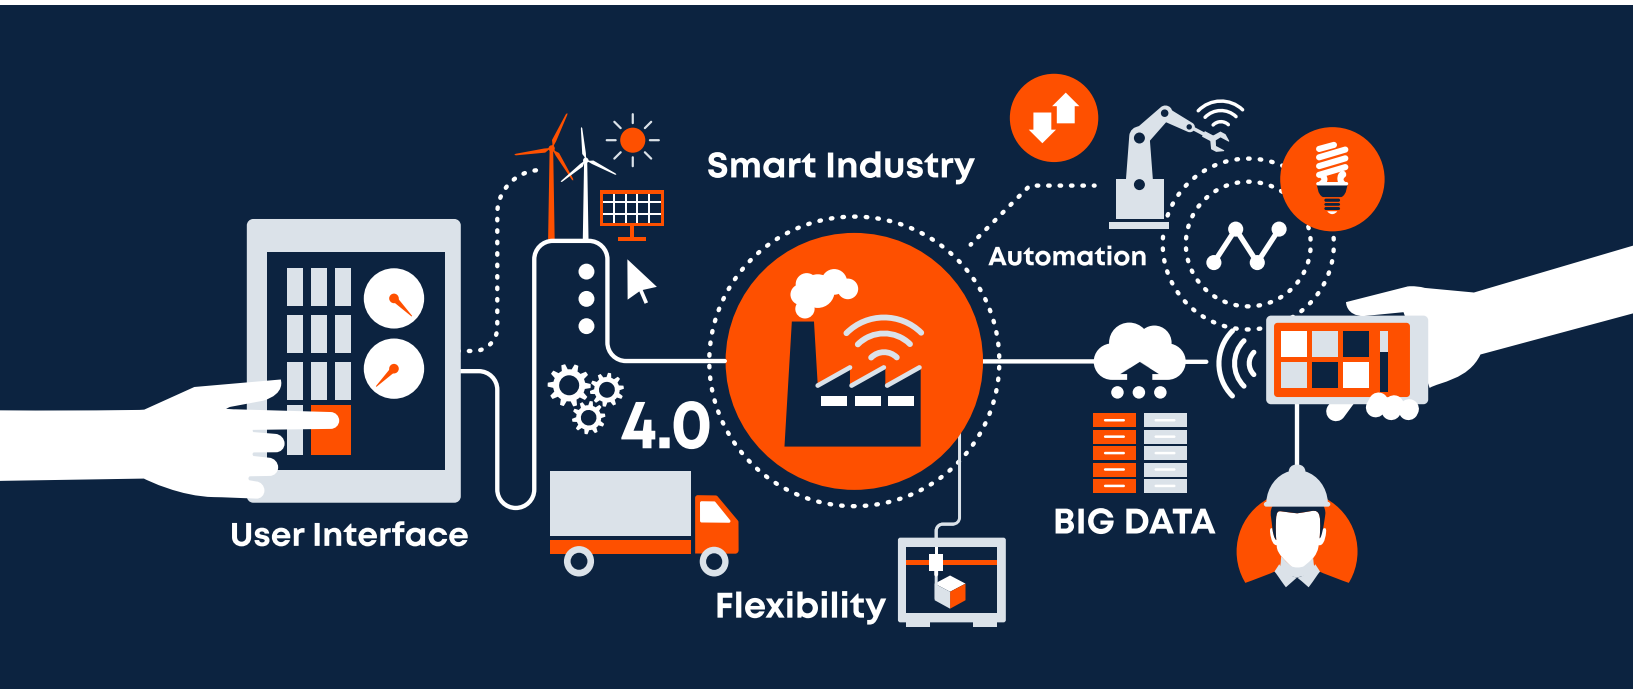 Smart Industry
Automation
4.0
User Interface
BIG DATA
Flexibility